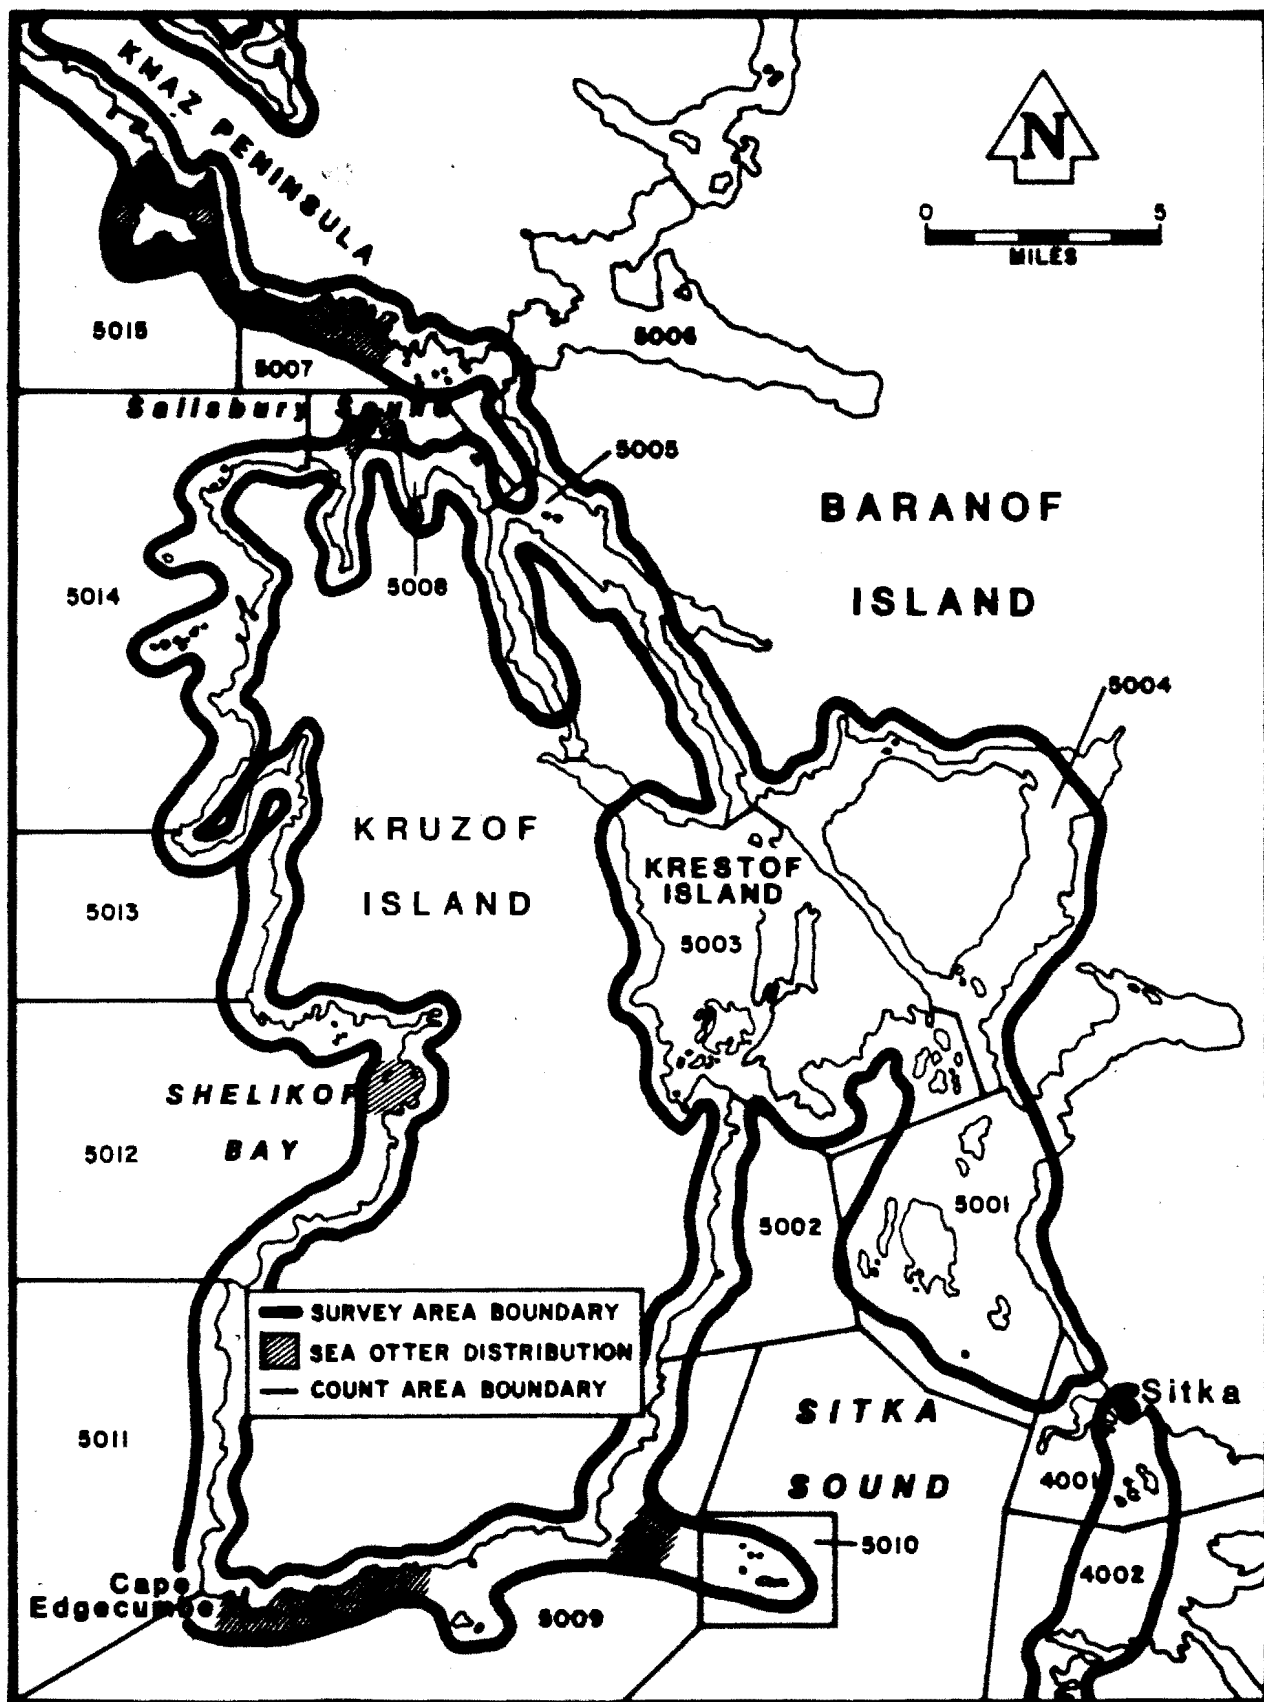 KHAZ PENINSULA
N
0 5
MILES
5015
5007
5006
Salisbury Sound
5005
BARANOF
ISLAND
5014
5008
5004
KRUZOF
ISLAND
KRESTOF
ISLAND
5013
5003
SHELIKOF
BAY
5012
5001
5002
SURVEY AREA BOUNDARY
SEA OTTER DISTRIBUTION
COUNT AREA BOUNDARY
SITKA
SOUND
Sitka
5011
4001
5010
4002
Cape
Edgecumbe
5009